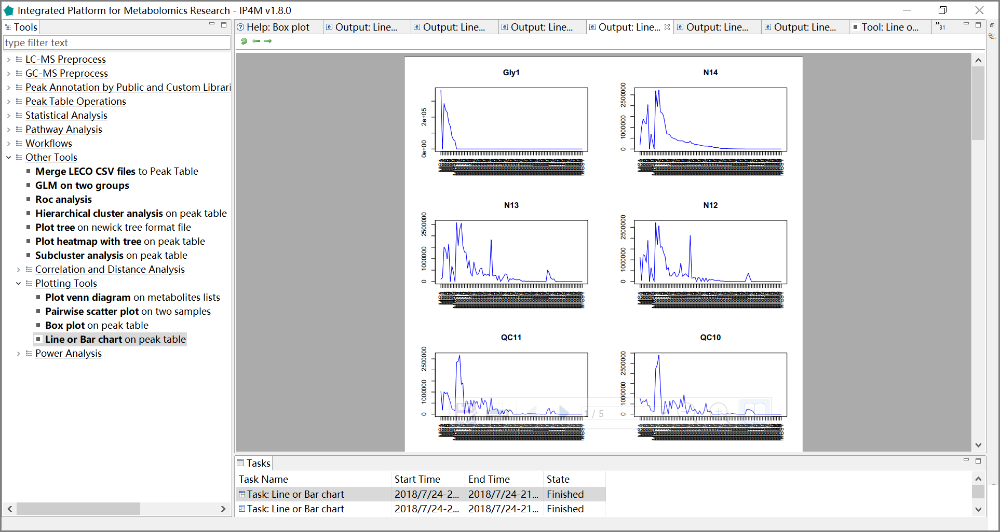 Integrated Platform for Metabolomics Research - IP4M v1.8.0
Tools
type filter text
LC-MS Preprocess
GC-MS Preprocess
Peak Annotation by Public and Custom Librari
Peak Table Operations
Statistical Analysis
Pathway Analysis
Workflows
Other Tools
Merge LECO CSV files to Peak Table
GLM on two groups
Roc analysis
Hierarchical cluster analysis on peak table
Plot tree on newick tree format file
Plot heatmap with tree on peak table
Subcluster analysis on peak table
Correlation and Distance Analysis
Plotting Tools
Plot venn diagram on metabolites lists
Pairwise scatter plot on two samples
Box plot on peak table
Line or Bar chart on peak table
Power Analysis
Help: Box plot
Output: Line...
Output: Line...
Output: Line...
Output: Line...
Output: Line...
Output: Line...
Tool: Line o...
»31
Gly1
0e+00
2e+05
N14
0
1000000
2500000
N13
0
1000000
2500000
N12
0
1000000
2500000
QC11
0
1000000
2500000
QC10
0
1000000
2500000
1 / 5
Tasks
Task Name Start Time End Time State
Task: Line or Bar chart 2018/7/24-2... 2018/7/24-21... Finished
Task: Line or Bar chart 2018/7/24-2... 2018/7/24-21... Finished